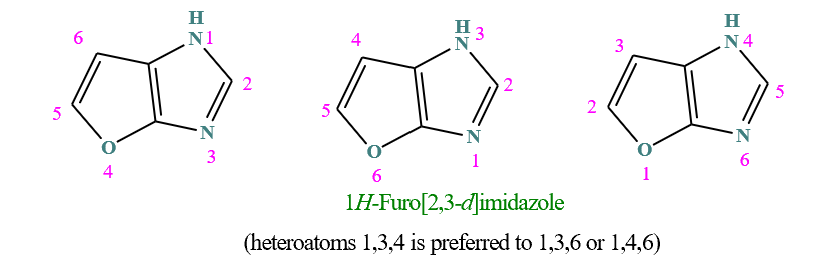 H H H
6 N 1 4 N 3 3 N 4
2 2 5
5 N 5 N 2 N
O 3 O 1 O 6
4 6 1
1H-Furo[2,3-d]imidazole
(heteroatoms 1,3,4 is preferred to 1,3,6 or 1,4,6)